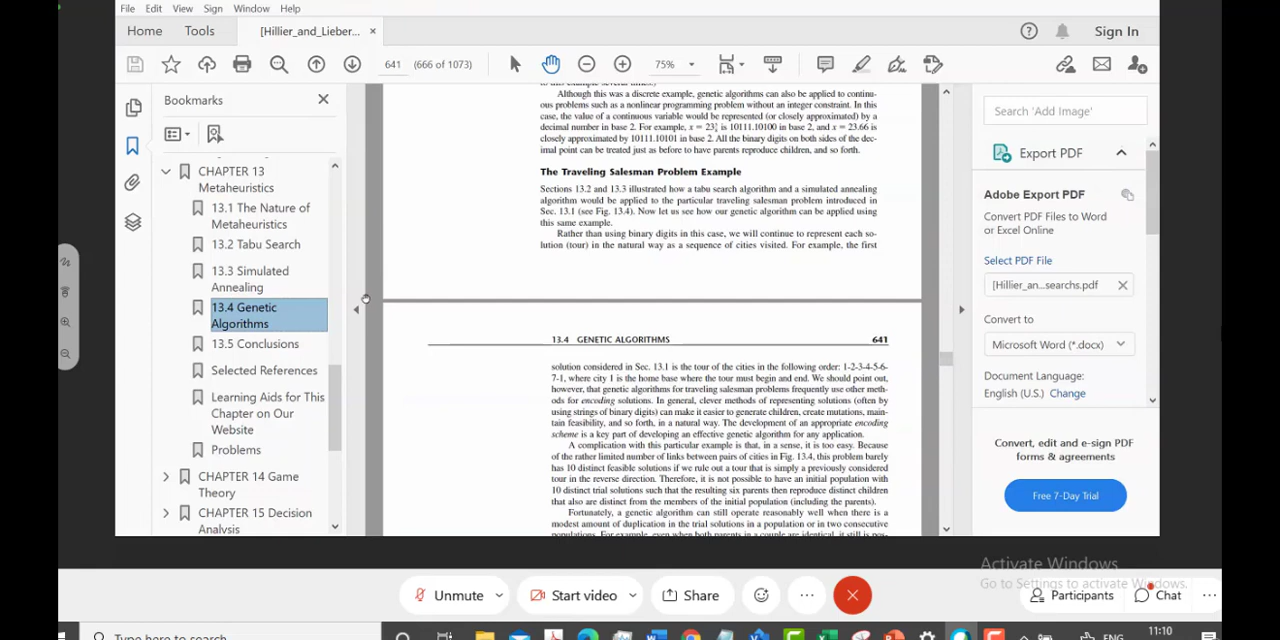 File Edit View Sign Window Help
Home Tools [Hillier_and_Lieber... × Sign In
641 (666 of 1073) 75%
Bookmarks
CHAPTER 13
Metaheuristics
13.1 The Nature of
Metaheuristics
13.2 Tabu Search
13.3 Simulated
Annealing
13.4 Genetic
Algorithms
13.5 Conclusions
Selected References
Learning Aids for This
Chapter on Our
Website
Problems
CHAPTER 14 Game
Theory
CHAPTER 15 Decision
Analysis
Although this was a discrete example, genetic algorithms can also be applied to continu-
ous problems such as a nonlinear programming problem without an integer constraint. In this
case, the value of a continuous variable would be represented (or closely approximated) by a
decimal number in base 2. For example, x = 23⅝ is 10111.10100 in base 2, and x = 23.66 is
closely approximated by 10111.10101 in base 2. All the binary digits on both sides of the dec-
imal point can be treated just as before to have parents reproduce children, and so forth.
The Traveling Salesman Problem Example
Sections 13.2 and 13.3 illustrated how a tabu search algorithm and a simulated annealing
algorithm would be applied to the particular traveling salesman problem introduced in
Sec. 13.1 (see Fig. 13.4). Now let us see how our genetic algorithm can be applied using
this same example.
Rather than using binary digits in this case, we will continue to represent each so-
lution (tour) in the natural way as a sequence of cities visited. For example, the first
13.4 GENETIC ALGORITHMS 641
solution considered in Sec. 13.1 is the tour of the cities in the following order: 1-2-3-4-5-6-
7-1, where city 1 is the home base where the tour must begin and end. We should point out,
however, that genetic algorithms for traveling salesman problems frequently use other meth-
ods for encoding solutions. In general, clever methods of representing solutions (often by
using strings of binary digits) can make it easier to generate children, create mutations, main-
tain feasibility, and so forth, in a natural way. The development of an appropriate encoding
scheme is a key part of developing an effective genetic algorithm for any application.
A complication with this particular example is that, in a sense, it is too easy. Because
of the rather limited number of links between pairs of cities in Fig. 13.4, this problem barely
has 10 distinct feasible solutions if we rule out a tour that is simply a previously considered
tour in the reverse direction. Therefore, it is not possible to have an initial population with
10 distinct trial solutions such that the resulting six parents then reproduce distinct children
that also are distinct from the members of the initial population (including the parents).
Fortunately, a genetic algorithm can still operate reasonably well when there is a
modest amount of duplication in the trial solutions in a population or in two consecutive
populations. For example, even when both parents in a couple are identical, it still is pos-
Search 'Add Image'
Export PDF
Adobe Export PDF
Convert PDF Files to Word
or Excel Online
Select PDF File
[Hillier_an...searchs.pdf
Convert to
Microsoft Word (*.docx)
Document Language:
English (U.S.) Change
Convert, edit and e-sign PDF
forms & agreements
Free 7-Day Trial
Activate Windows
Go to Settings to activate Windows.
Unmute Start video Share Participants Chat
Type here to search ENG 11:10